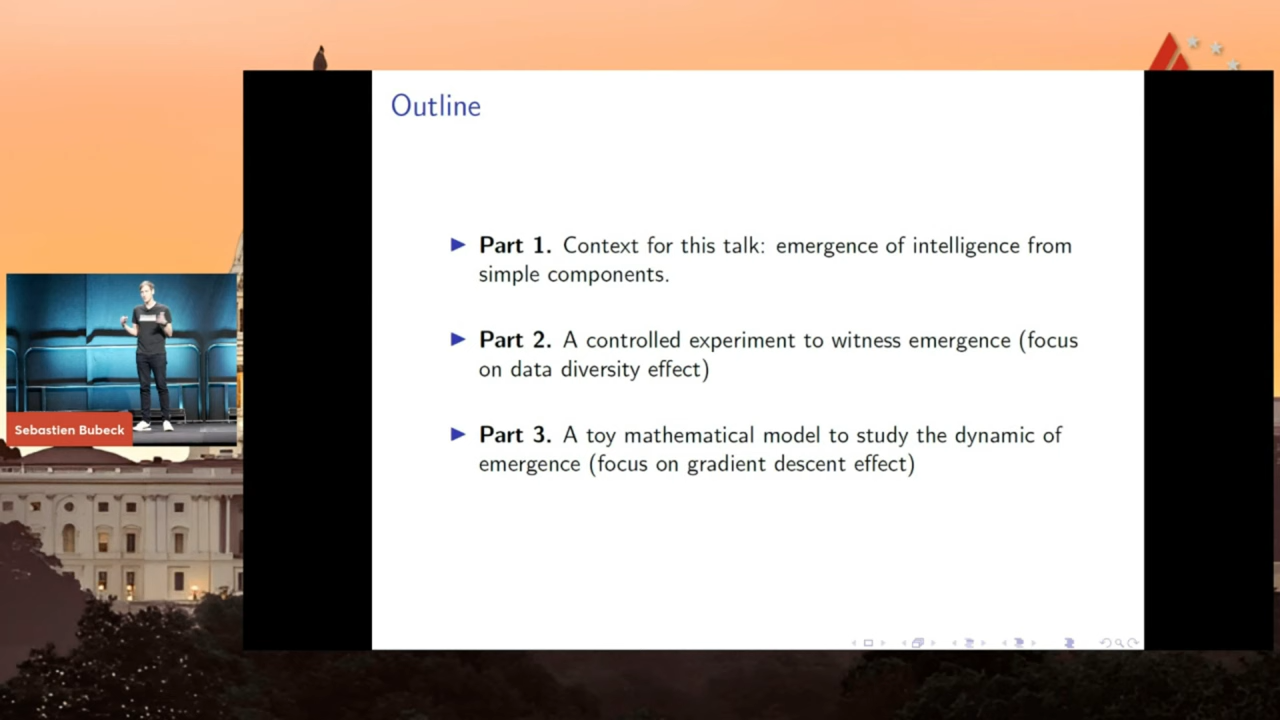 Outline
▶ Part 1. Context for this talk: emergence of intelligence from
simple components.
▶ Part 2. A controlled experiment to witness emergence (focus
on data diversity effect)
▶ Part 3. A toy mathematical model to study the dynamic of
emergence (focus on gradient descent effect)
Sebastien Bubeck